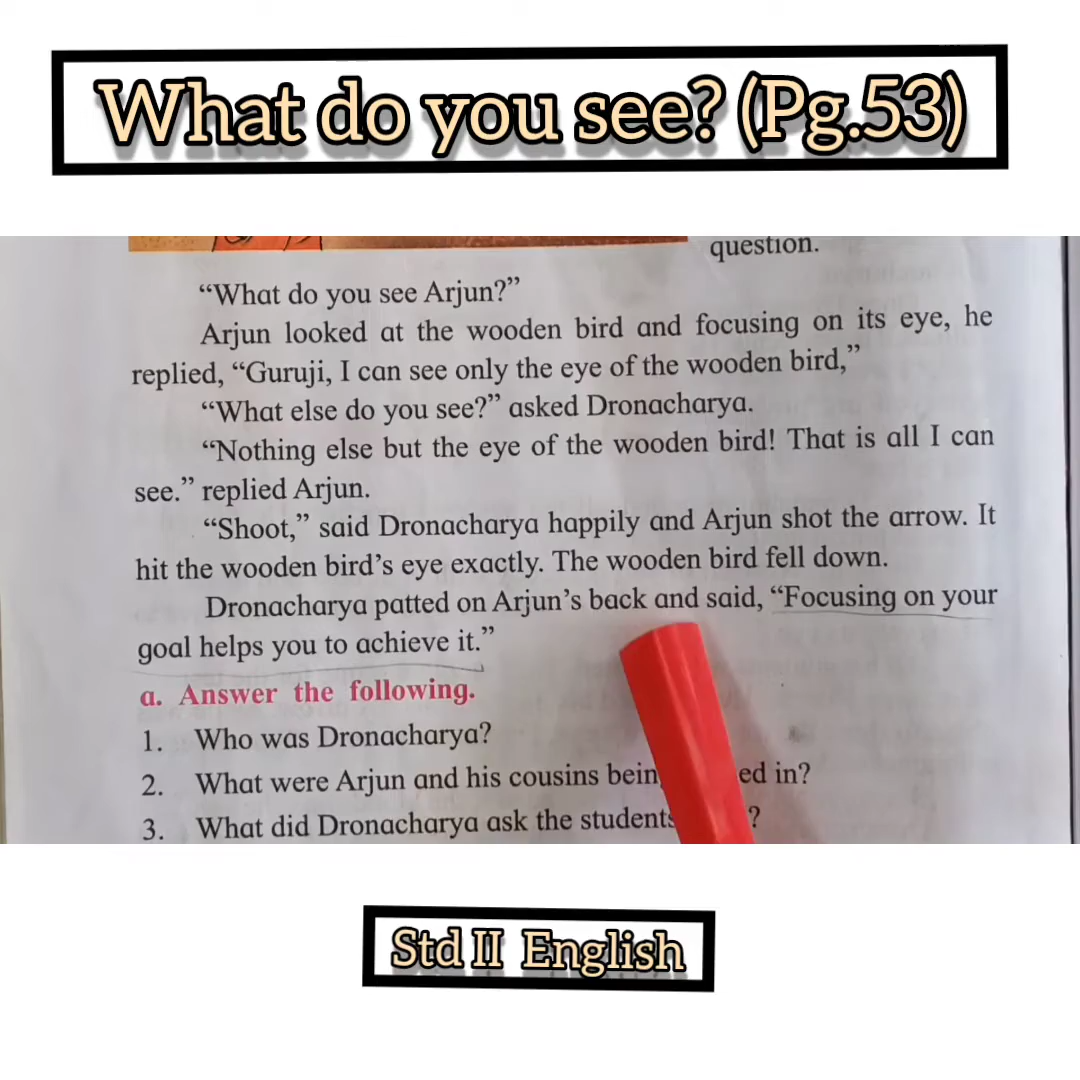 What do you see? (Pg.53)
question.
“What do you see Arjun?”
Arjun looked at the wooden bird and focusing on its eye, he
replied, “Guruji, I can see only the eye of the wooden bird,”
“What else do you see?” asked Dronacharya.
“Nothing else but the eye of the wooden bird! That is all I can
see.” replied Arjun.
“Shoot,” said Dronacharya happily and Arjun shot the arrow. It
hit the wooden bird’s eye exactly. The wooden bird fell down.
Dronacharya patted on Arjun’s back and said, “Focusing on your
goal helps you to achieve it.”
a. Answer the following.
1. Who was Dronacharya?
2. What were Arjun and his cousins in?
3. What did Dronacharya ask the students ?
Std II English